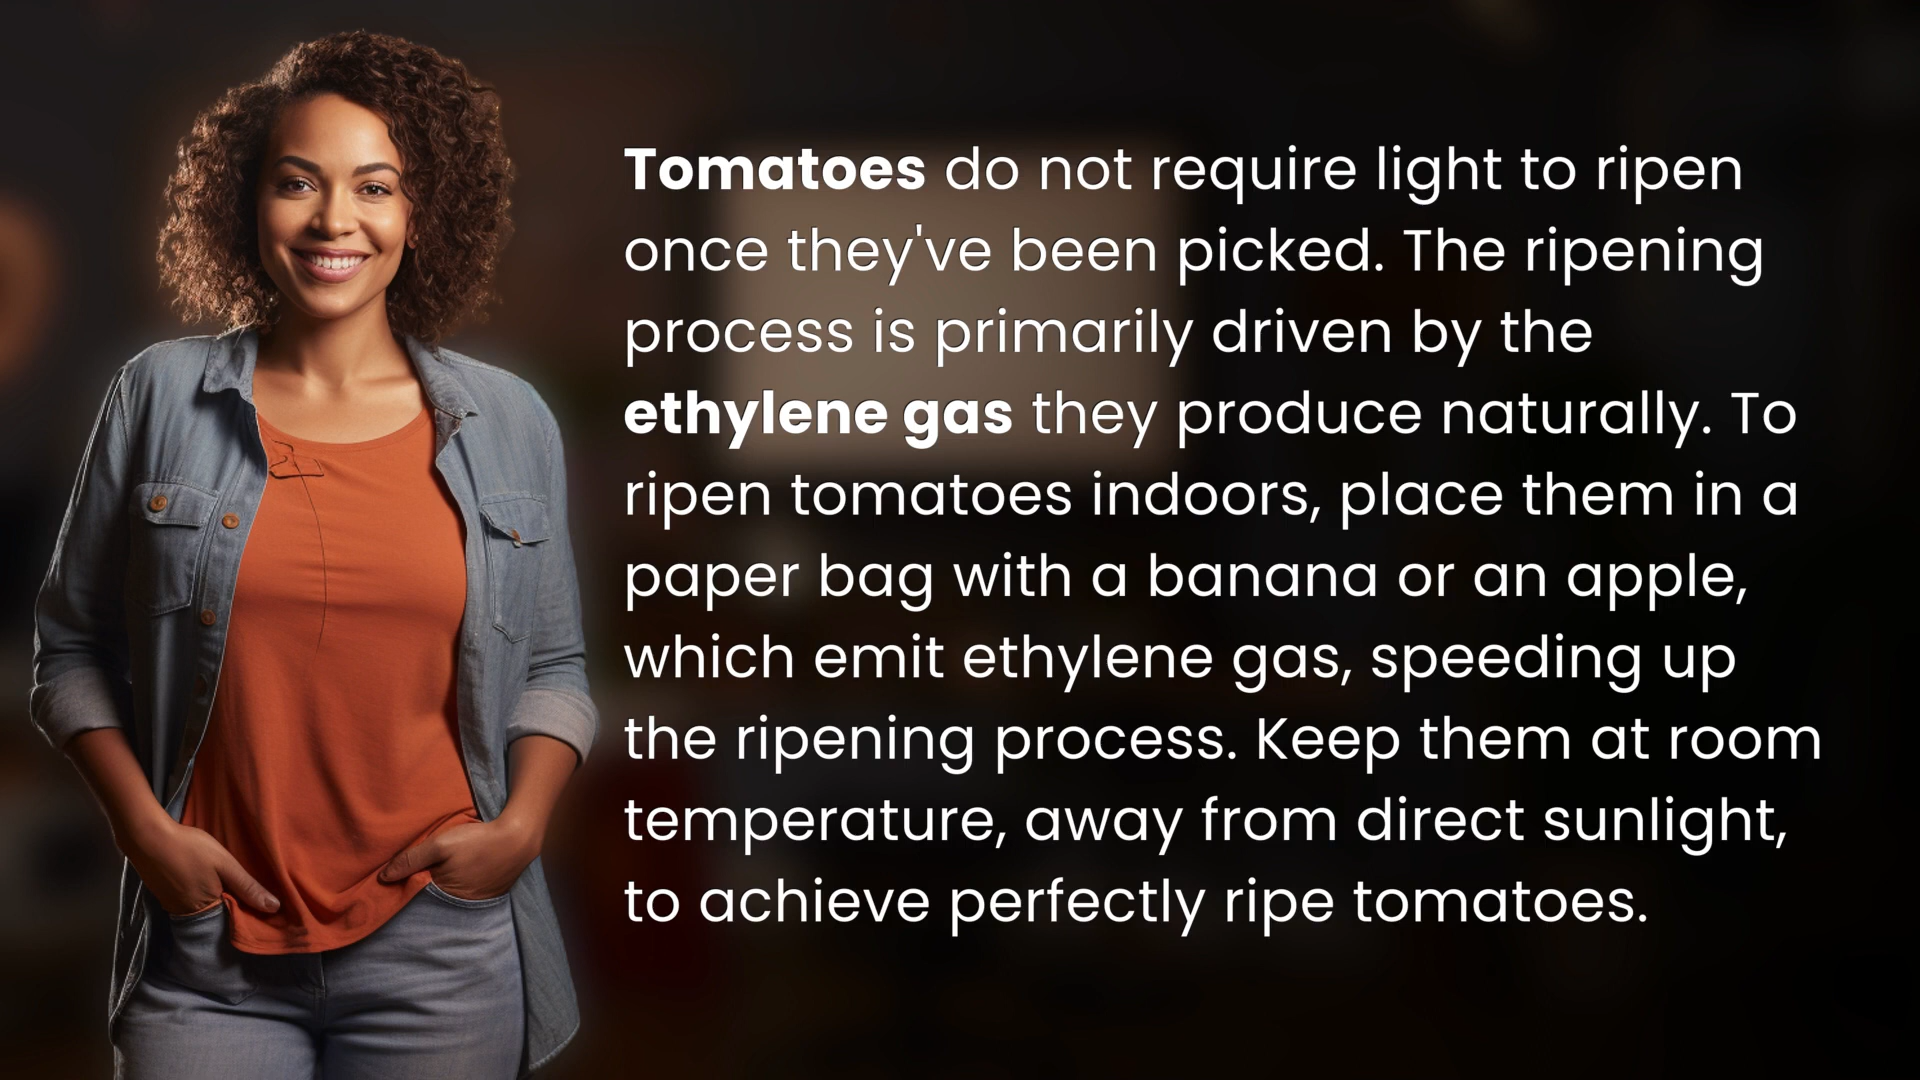 Tomatoes do not require light to ripen
once they've been picked. The ripening
process is primarily driven by the
ethylene gas they produce naturally. To
ripen tomatoes indoors, place them in a
paper bag with a banana or an apple,
which emit ethylene gas, speeding up
the ripening process. Keep them at room
temperature, away from direct sunlight,
to achieve perfectly ripe tomatoes.